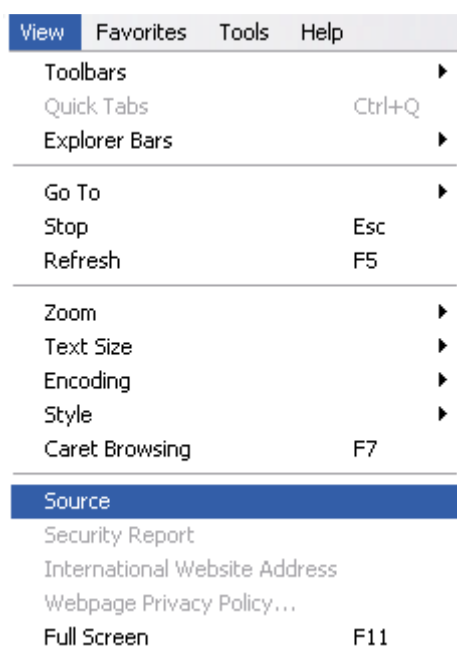 View Favorites Tools Help
Toolbars
Quick Tabs Ctrl+Q
Explorer Bars
Go To
Stop Esc
Refresh F5
Zoom
Text Size
Encoding
Style
Caret Browsing F7
Source
Security Report
International Website Address
Webpage Privacy Policy...
Full Screen F11